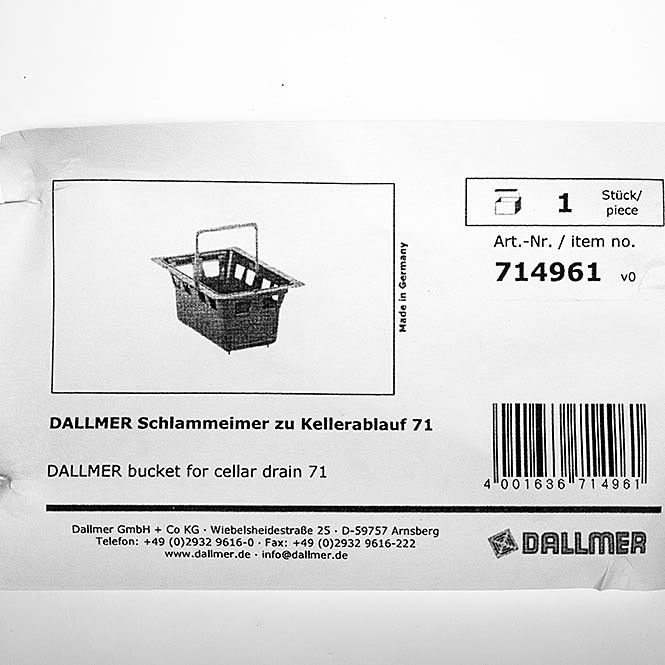 1 Stück/
piece
Art.-Nr. / item no.
714961 v0
Made in Germany
DALLMER Schlammeimer zu Kellerablauf 71
DALLMER bucket for cellar drain 71
4 001636 714961
Dallmer GmbH + Co KG · Wiebelsheidestraße 25 · D-59757 Arnsberg
Telefon: +49 (0)2932 9616-0 · Fax: +49 (0)2932 9616-222
www.dallmer.de · info@dallmer.de
DALLMER